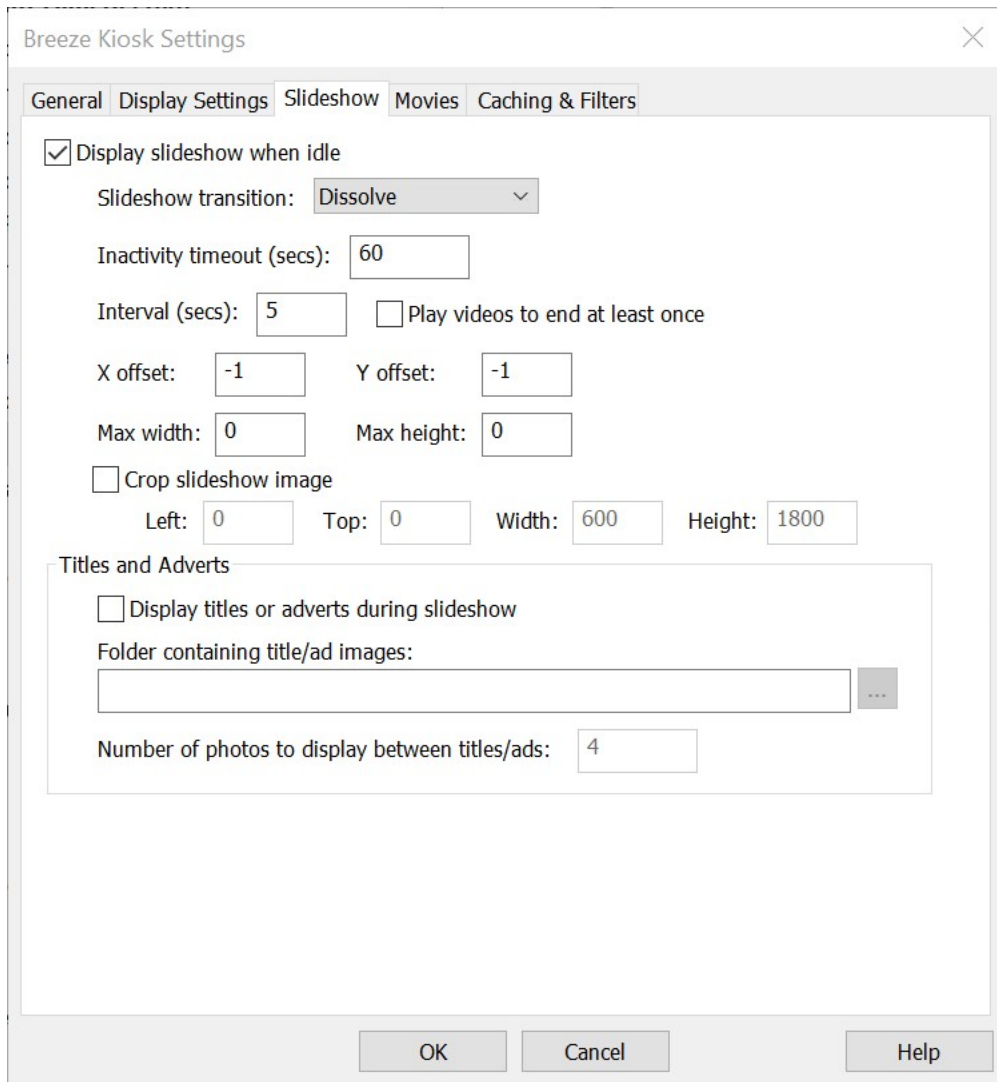 Breeze Kiosk Settings
General Display Settings Slideshow Movies Caching & Filters
Display slideshow when idle
Slideshow transition: Dissolve
Inactivity timeout (secs): 60
Interval (secs): 5 Play videos to end at least once
X offset: -1 Y offset: -1
Max width: 0 Max height: 0
Crop slideshow image
Left: 0 Top: 0 Width: 600 Height: 1800
Titles and Adverts
Display titles or adverts during slideshow
Folder containing title/ad images:
...
Number of photos to display between titles/ads: 4
OK Cancel Help